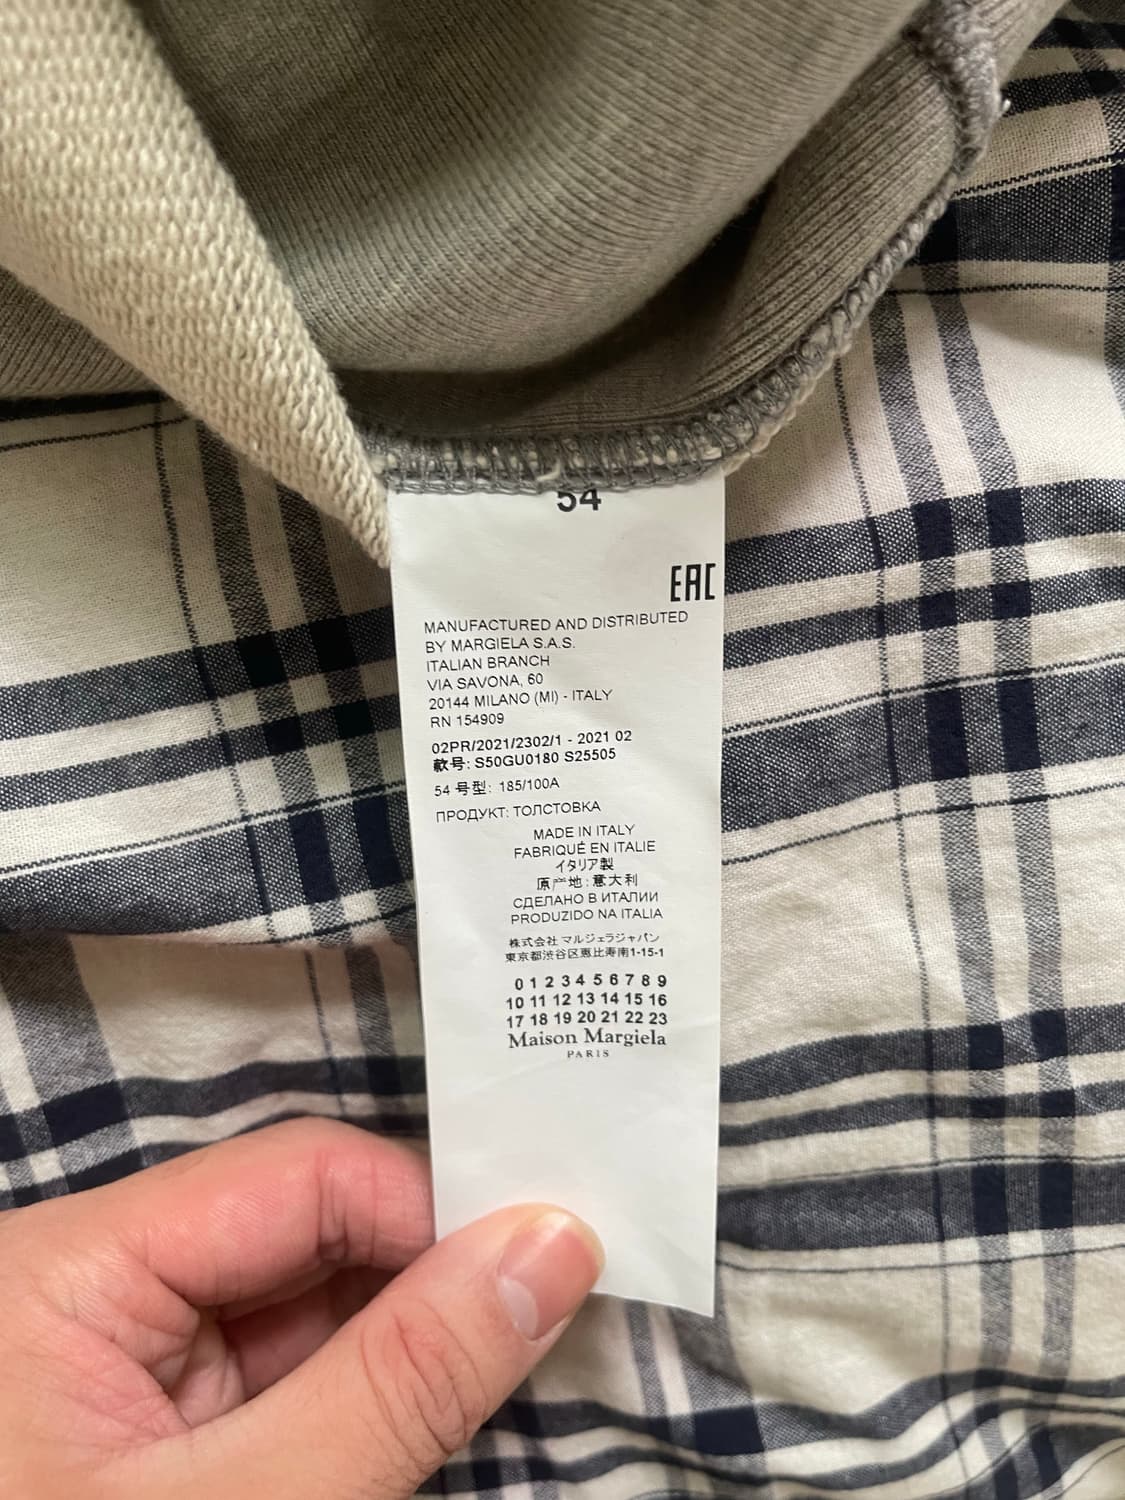 54
EAC
MANUFACTURED AND DISTRIBUTED
BY MARGIELA S.A.S.
ITALIAN BRANCH
VIA SAVONA, 60
20144 MILANO (MI) - ITALY
RN 154909
02PR/2021/2302/1 - 2021 02
款号: S50GU0180 S25505
54 号型: 185/100A
ПРОДУКТ: ТОЛСТОВКА
MADE IN ITALY
FABRIQUÉ EN ITALIE
イタリア製
原产地: 意大利
СДЕЛАНО В ИТАЛИИ
PRODUZIDO NA ITALIA
株式会社 マルジェラジャパン
東京都渋谷区恵比寿南1-15-1
0 1 2 3 4 5 6 7 8 9
10 11 12 13 14 15 16
17 18 19 20 21 22 23
Maison Margiela
PARIS